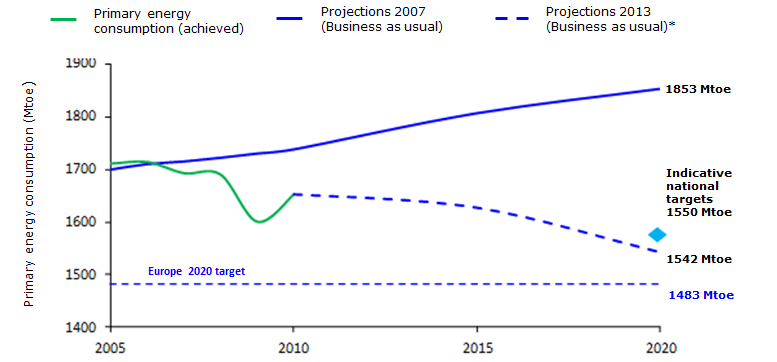 Primary energy
consumption (achieved)
Projections 2007
(Business as usual)
Projections 2013
(Business as usual)*
Primary energy consumption (Mtoe)
1900
1800
1700
1600
1500
1400
2005
2010
2015
2020
1853 Mtoe
Indicative
national
targets
1550 Mtoe
1542 Mtoe
Europe 2020 target
1483 Mtoe